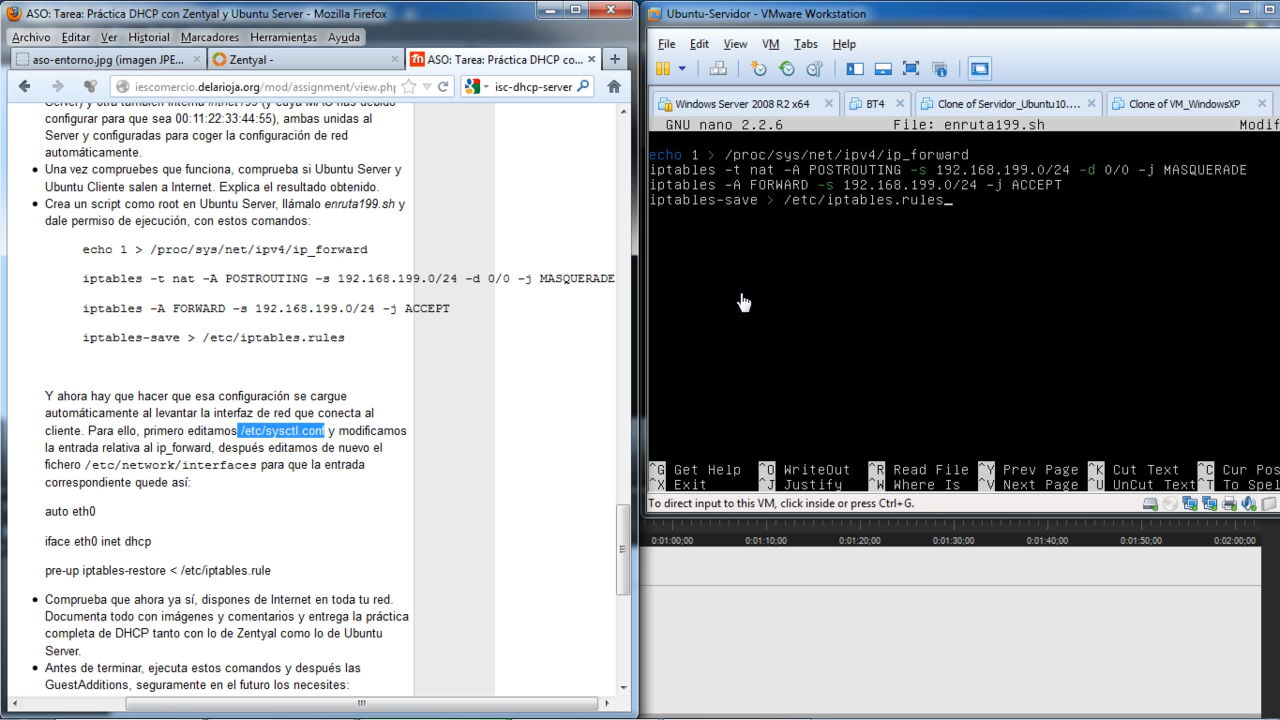 ASO: Tarea: Práctica DHCP con Zentyal y Ubuntu Server - Mozilla Firefox
Archivo Editar Ver Historial Marcadores Herramientas Ayuda
aso-entorno.jpg (imagen JPE...
Zentyal -
ASO: Tarea: Práctica DHCP co...
iescomercio.delarioja.org/mod/assignment/view.ph
isc-dhcp-server
configurar para que sea 00:11:22:33:44:55), ambas unidas al
Server y configuradas para coger la configuración de red
automáticamente.
Una vez compruebes que funciona, comprueba si Ubuntu Server y
Ubuntu Cliente salen a Internet. Explica el resultado obtenido.
Crea un script como root en Ubuntu Server, llámalo enruta199.sh y
dale permiso de ejecución, con estos comandos:
echo 1 > /proc/sys/net/ipv4/ip_forward
iptables -t nat -A POSTROUTING -s 192.168.199.0/24 -d 0/0 -j MASQUERADE
iptables -A FORWARD -s 192.168.199.0/24 -j ACCEPT
iptables-save > /etc/iptables.rules
Y ahora hay que hacer que esa configuración se cargue
automáticamente al levantar la interfaz de red que conecta al
cliente. Para ello, primero editamos /etc/sysctl.conf y modificamos
la entrada relativa al ip_forward, después editamos de nuevo el
fichero /etc/network/interfaces para que la entrada
correspondiente quede así:
auto eth0
iface eth0 inet dhcp
pre-up iptables-restore < /etc/iptables.rule
Comprueba que ahora ya sí, dispones de Internet en toda tu red.
Documenta todo con imágenes y comentarios y entrega la práctica
completa de DHCP tanto con lo de Zentyal como lo de Ubuntu
Server.
Antes de terminar, ejecuta estos comandos y después las
GuestAdditions, seguramente en el futuro los necesites:
Ubuntu-Servidor - VMware Workstation
File Edit View VM Tabs Help
Windows Server 2008 R2 x64
BT4
Clone of Servidor_Ubuntu10....
Clone of VM_WindowsXP
GNU nano 2.2.6 File: enruta199.sh Modif
echo 1 > /proc/sys/net/ipv4/ip_forward
iptables -t nat -A POSTROUTING -s 192.168.199.0/24 -d 0/0 -j MASQUERADE
iptables -A FORWARD -s 192.168.199.0/24 -j ACCEPT
iptables-save > /etc/iptables.rules_
^G Get Help ^O WriteOut ^R Read File ^Y Prev Page ^K Cut Text ^C Cur Pos
^X Exit ^J Justify ^W Where Is ^V Next Page ^U UnCut Text ^T To Spel
To direct input to this VM, click inside or press Ctrl+G.
0:01:00;00 0:01:10;00 0:01:20;00 0:01:30;00 0:01:40;00 0:01:50;00 0:02:00;00